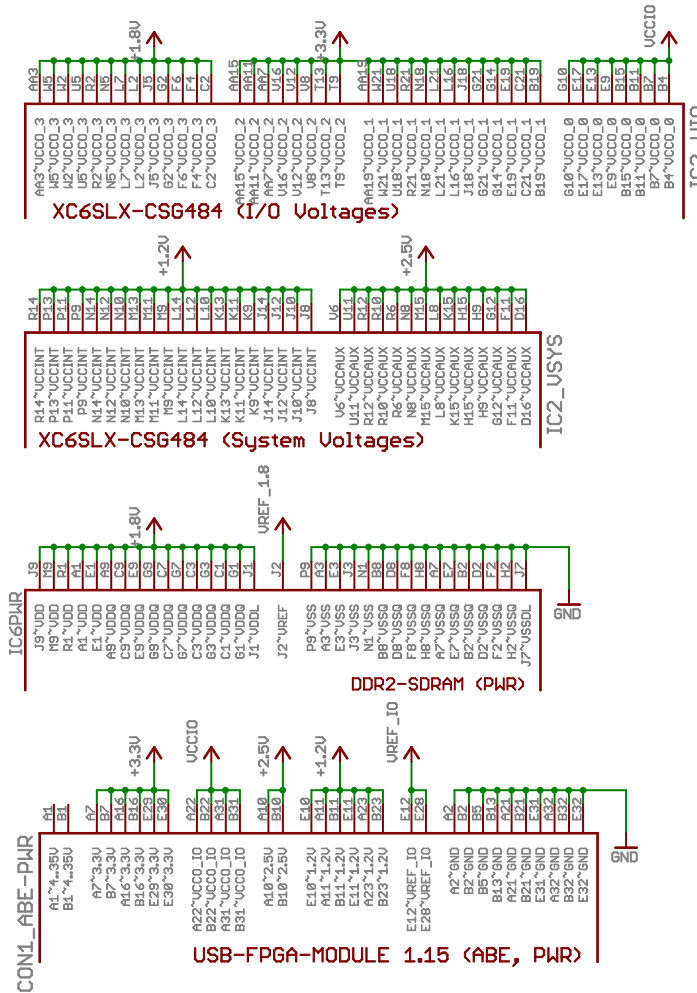 +1.8V
+3.3V
VCCIO
AA3 W5 W2 U5 R2 N5 L7 L2 J5 G2 F6 F4 C2
AA15 AA11 AA7 V16 V12 V8 T13 T9
AA19 W21 U18 R21 N18 L21 L16 J18 G21 G14 E19 C21 B19
G10 E17 E13 E9 B15 B11 B7 B4
AA3~VCCO_3
W5~VCCO_3
W2~VCCO_3
U5~VCCO_3
R2~VCCO_3
N5~VCCO_3
L7~VCCO_3
L2~VCCO_3
J5~VCCO_3
G2~VCCO_3
F6~VCCO_3
F4~VCCO_3
C2~VCCO_3
AA15~VCCO_2
AA11~VCCO_2
AA7~VCCO_2
V16~VCCO_2
V12~VCCO_2
V8~VCCO_2
T13~VCCO_2
T9~VCCO_2
AA19~VCCO_1
W21~VCCO_1
U18~VCCO_1
R21~VCCO_1
N18~VCCO_1
L21~VCCO_1
L16~VCCO_1
J18~VCCO_1
G21~VCCO_1
G14~VCCO_1
E19~VCCO_1
C21~VCCO_1
B19~VCCO_1
G10~VCCO_0
E17~VCCO_0
E13~VCCO_0
E9~VCCO_0
B15~VCCO_0
B11~VCCO_0
B7~VCCO_0
B4~VCCO_0
IC2_VIO
XC6SLX-CSG484 (I/O Voltages)
+1.2V
+2.5V
R14 P13 P11 P9 N14 N12 N10 M13 M11 M9 L14 L12 L10 K13 K11 K9 J14 J12 J10 J8
V6 U11 R12 R10 R6 N8 M15 L8 K15 H15 H9 G12 F11 D16
R14~VCCINT
P13~VCCINT
P11~VCCINT
P9~VCCINT
N14~VCCINT
N12~VCCINT
N10~VCCINT
M13~VCCINT
M11~VCCINT
M9~VCCINT
L14~VCCINT
L12~VCCINT
L10~VCCINT
K13~VCCINT
K11~VCCINT
K9~VCCINT
J14~VCCINT
J12~VCCINT
J10~VCCINT
J8~VCCINT
V6~VCCAUX
U11~VCCAUX
R12~VCCAUX
R10~VCCAUX
R6~VCCAUX
N8~VCCAUX
M15~VCCAUX
L8~VCCAUX
K15~VCCAUX
H15~VCCAUX
H9~VCCAUX
G12~VCCAUX
F11~VCCAUX
D16~VCCAUX
IC2_VSYS
XC6SLX-CSG484 (System Voltages)
+1.8V
VREF_1.8
J9 M9 R1 A1 E1 A9 C9 E9 G9 C7 G7 C3 G3 C1 G1 J1
J2
P9 A3 E3 J3 N1 B8 D8 F8 H8 A7 E7 B2 D2 F2 H2 J7
GND
IC6PWR
J9~VDD
M9~VDD
R1~VDD
A1~VDD
E1~VDD
A9~VDDQ
C9~VDDQ
E9~VDDQ
G9~VDDQ
C7~VDDQ
G7~VDDQ
C3~VDDQ
G3~VDDQ
C1~VDDQ
G1~VDDQ
J1~VDDL
J2~VREF
P9~VSS
A3~VSS
E3~VSS
J3~VSS
N1~VSS
B8~VSSQ
D8~VSSQ
F8~VSSQ
H8~VSSQ
A7~VSSQ
E7~VSSQ
B2~VSSQ
D2~VSSQ
F2~VSSQ
H2~VSSQ
J7~VSSDL
DDR2-SDRAM (PWR)
+3.3V
VCCIO
+2.5V
+1.2V
VREF_IO
A1 B1
A7 B7 A16 B16 E29 E30
A22 B22 A31 B31
A10 B10
E10 A11 B11 E11 A23 B23
E12 E28
A2 B2 B5 B13 A21 B21 E31 A32 B32 E32
GND
CON1_ABE-PWR
A1~4..35V
B1~4..35V
A7~3.3V
B7~3.3V
A16~3.3V
B16~3.3V
E29~3.3V
E30~3.3V
A22~VCCO_IO
B22~VCCO_IO
A31~VCCO_IO
B31~VCCO_IO
A10~2.5V
B10~2.5V
E10~1.2V
A11~1.2V
B11~1.2V
E11~1.2V
A23~1.2V
B23~1.2V
E12~VREF_IO
E28~VREF_IO
A2~GND
B2~GND
B5~GND
B13~GND
A21~GND
B21~GND
E31~GND
A32~GND
B32~GND
E32~GND
USB-FPGA-MODULE 1.15 (ABE, PWR)